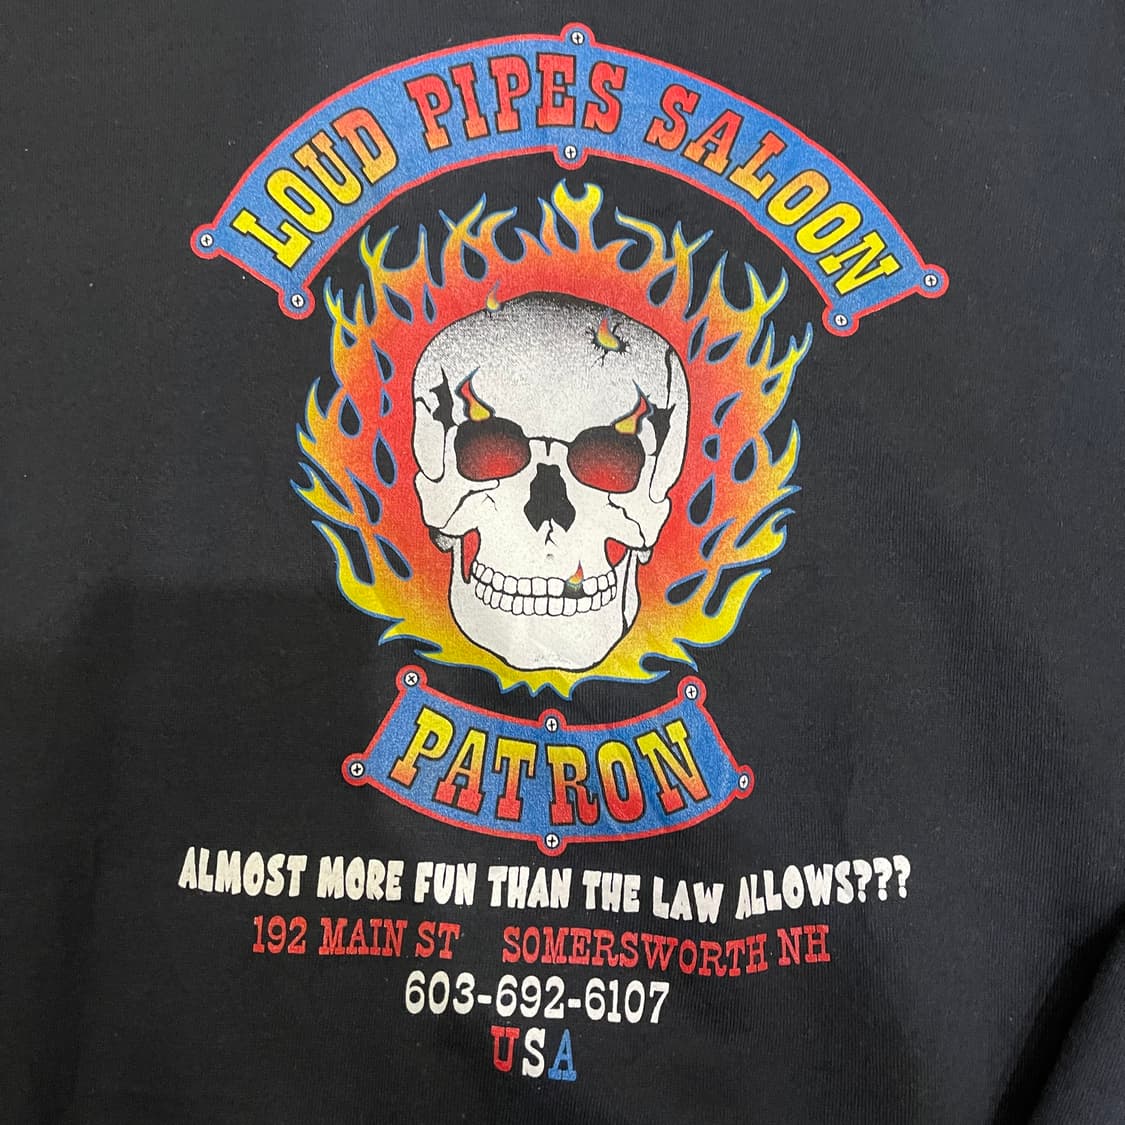 LOUD PIPES SALOON
PATRON
ALMOST MORE FUN THAN THE LAW ALLOWS???
192 MAIN ST SOMERSWORTH NH
603-692-6107
USA